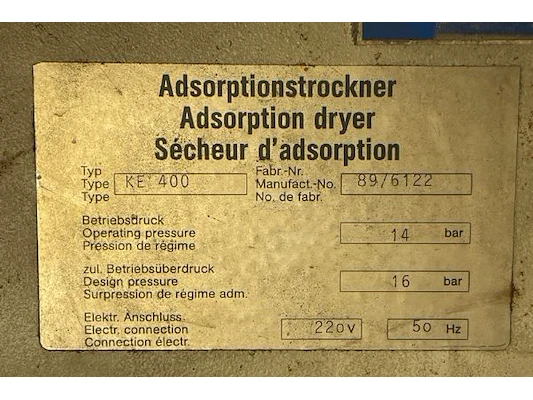 Adsorptionstrockner
Adsorption dryer
Sécheur d'adsorption
Typ Fabr.-Nr.
Type KE 400 Manufact.-No. 89/6122
Type No. de fabr.
Betriebsdruck
Operating pressure 14 bar
Pression de régime
zul. Betriebsüberdruck
Design pressure 16 bar
Surpression de régime adm.
Elektr. Anschluss
Electr. connection 220V 50 Hz
Connection électr.